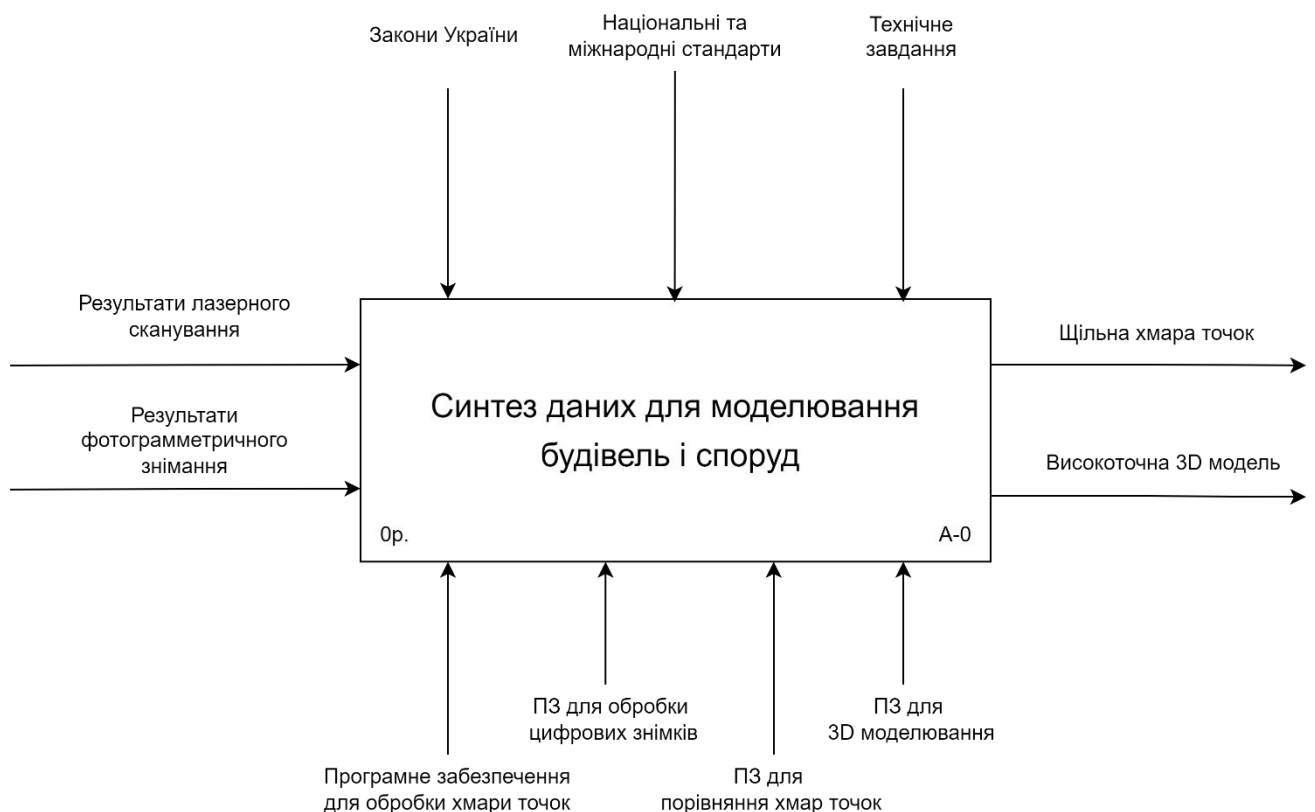 Закони України
Національні та
міжнародні стандарти
Технічне
завдання
Результати лазерного
сканування
Результати
фотограмметричного
знімання
Синтез даних для моделювання
будівель і споруд
0р.
А-0
Щільна хмара точок
Високоточна 3D модель
Програмне забезпечення
для обробки хмари точок
ПЗ для обробки
цифрових знімків
ПЗ для
порівняння хмар точок
ПЗ для
3D моделювання